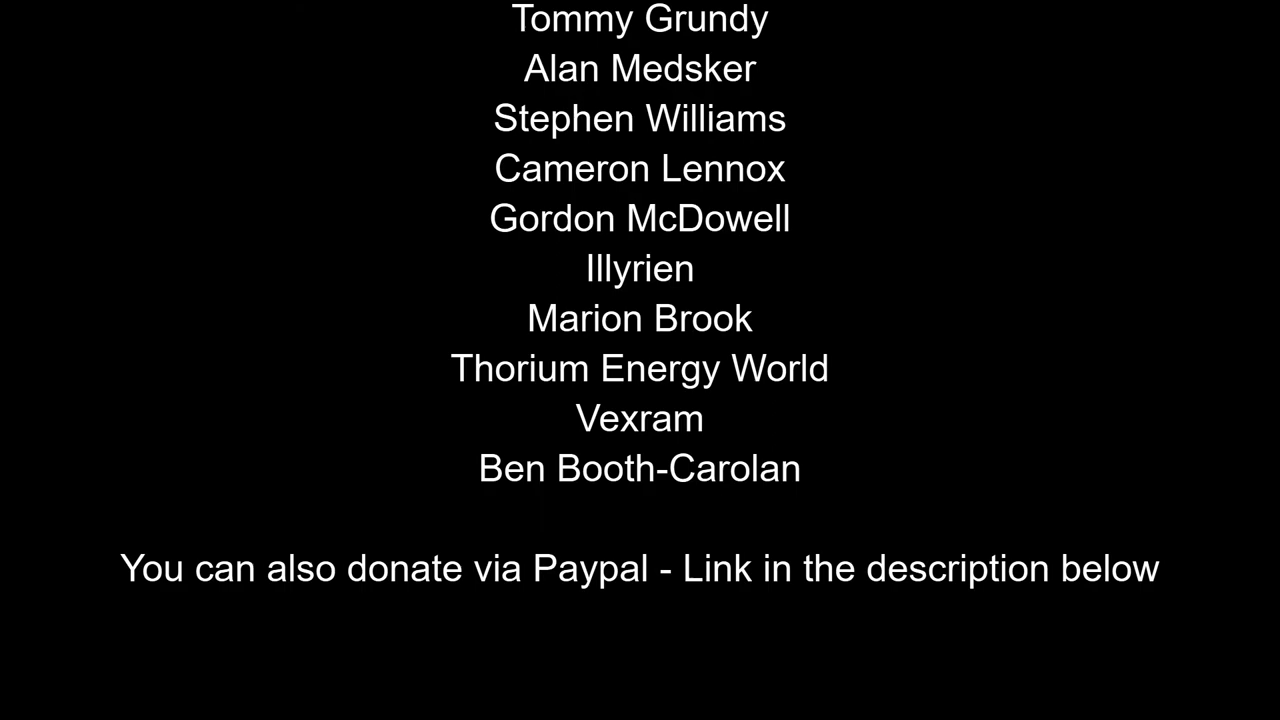 Tommy Grundy
Alan Medsker
Stephen Williams
Cameron Lennox
Gordon McDowell
Illyrien
Marion Brook
Thorium Energy World
Vexram
Ben Booth-Carolan
You can also donate via Paypal - Link in the description below